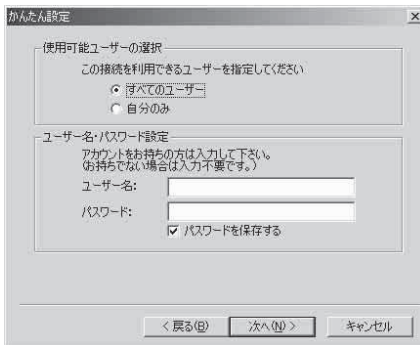 かんたん設定
使用可能ユーザーの選択
この接続を利用できるユーザーを指定してください
すべてのユーザー
自分のみ
ユーザー名・パスワード設定
アカウントをお持ちの方は入力して下さい。
(お持ちでない場合は入力不要です。)
ユーザー名:
パスワード:
パスワードを保存する
< 戻る(B) 次へ(N) > キャンセル